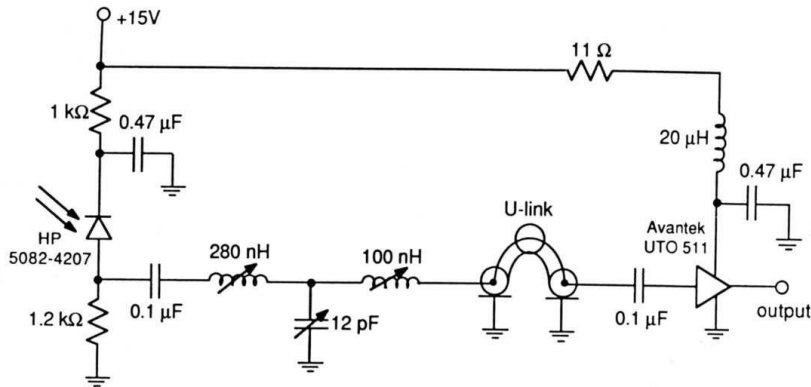 +15V
11 Ω
1 kΩ
0.47 µF
20 µH
0.47 µF
U-link
Avantek
UTO 511
HP
5082-4207
280 nH
100 nH
0.1 µF
12 pF
0.1 µF
output
1.2 kΩ